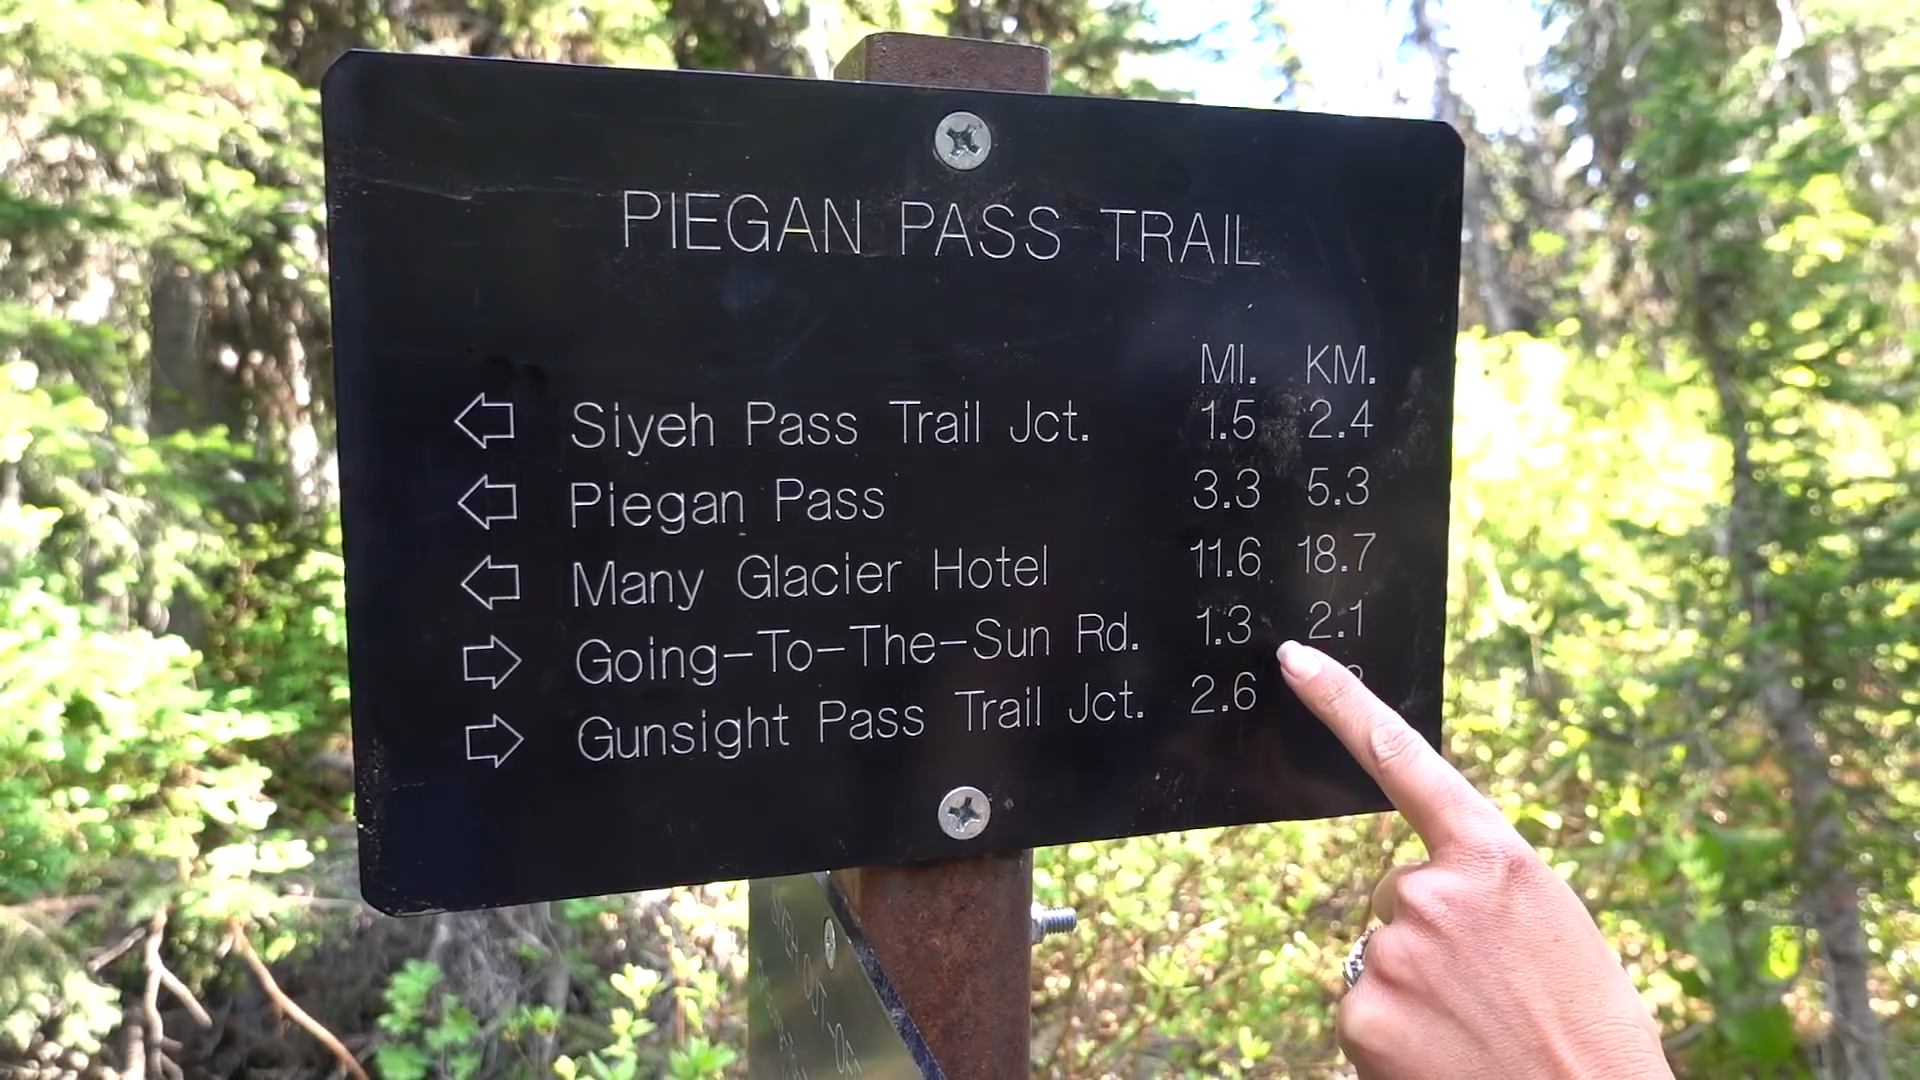 PIEGAN PASS TRAIL
MI. KM.
Siyeh Pass Trail Jct. 1.5 2.4
Piegan Pass 3.3 5.3
Many Glacier Hotel 11.6 18.7
Going-To-The-Sun Rd. 1.3 2.1
Gunsight Pass Trail Jct. 2.6